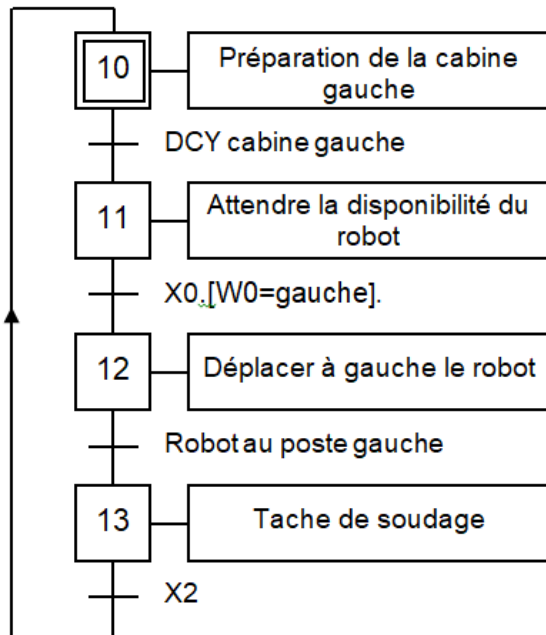 10
Préparation de la cabine
gauche
DCY cabine gauche
11
Attendre la disponibilité du
robot
X0.[W0=gauche].
12
Déplacer à gauche le robot
Robot au poste gauche
13
Tache de soudage
X2